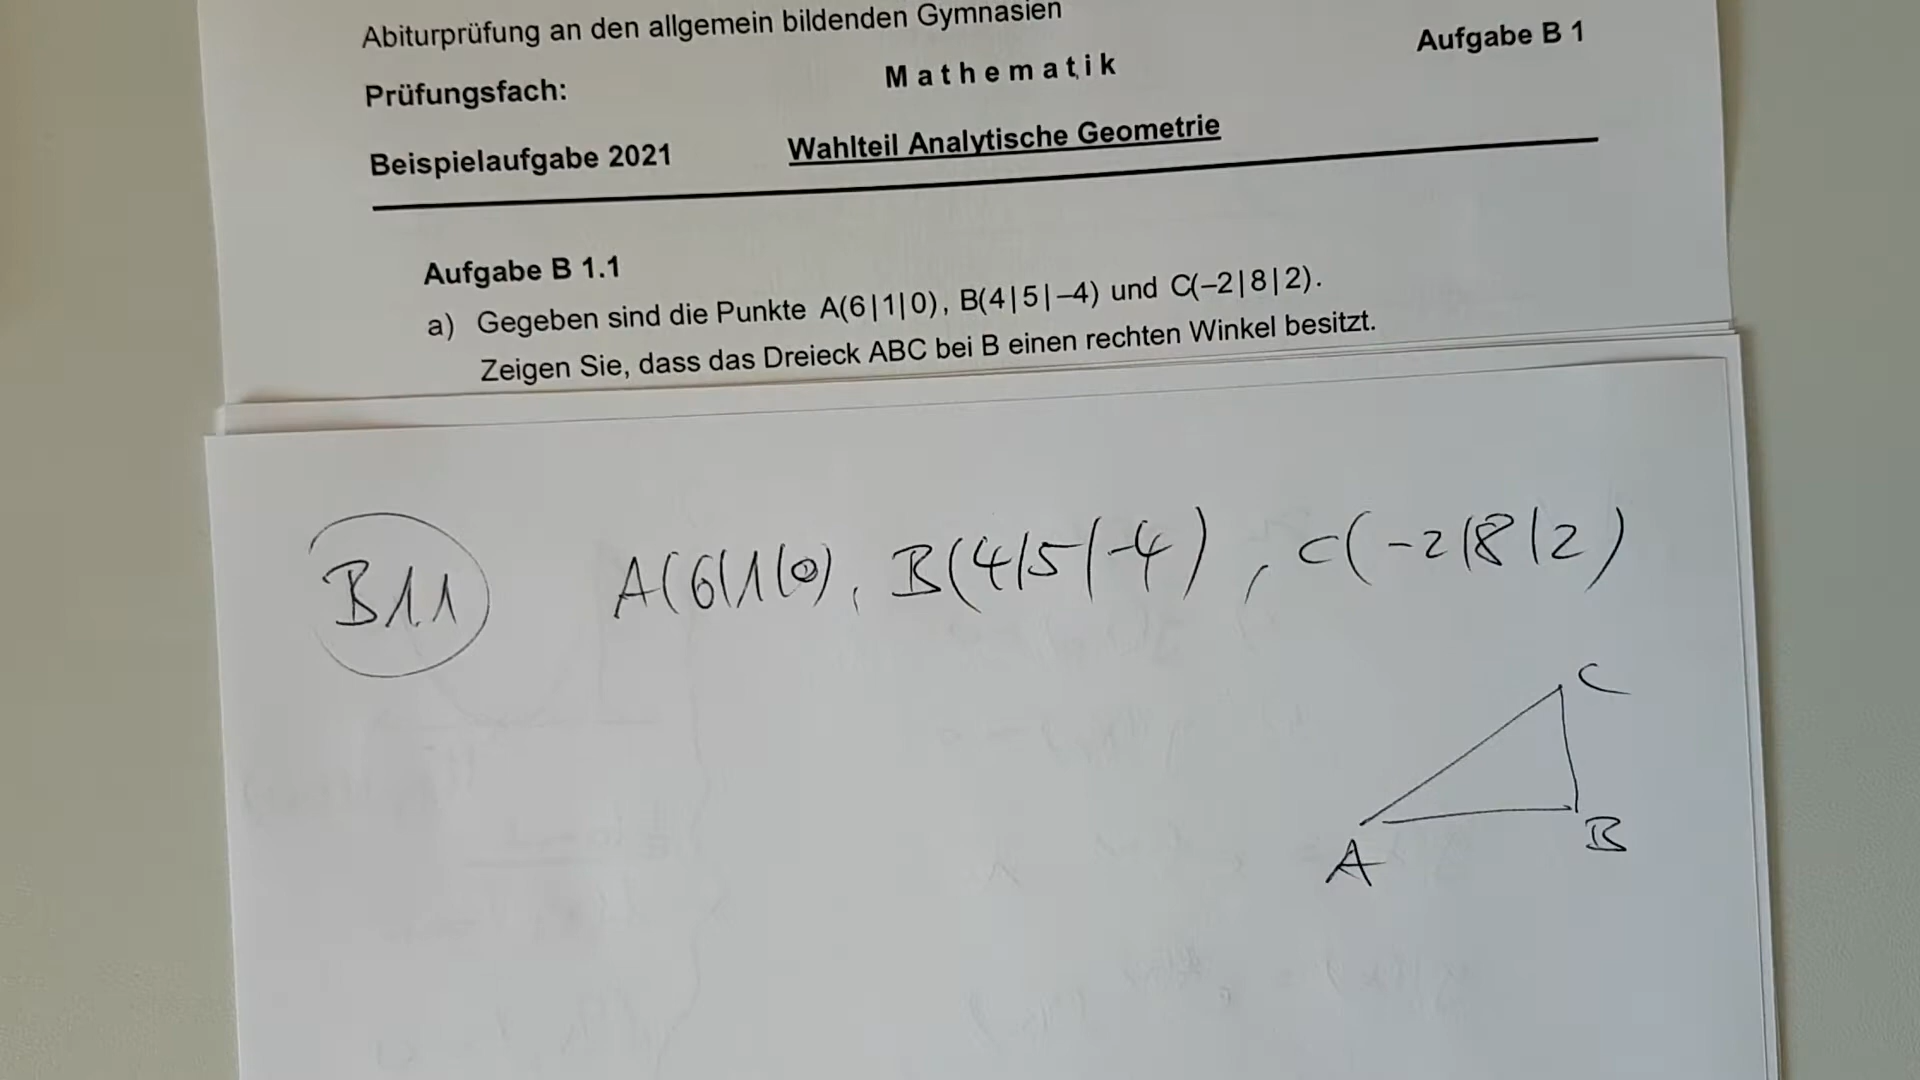 Abiturprüfung an den allgemein bildenden Gymnasien
Aufgabe B 1
Prüfungsfach:
Mathematik
Beispielaufgabe 2021
Wahlteil Analytische Geometrie
Aufgabe B 1.1
a) Gegeben sind die Punkte A(6|1|0), B(4|5|–4) und C(–2|8|2).
Zeigen Sie, dass das Dreieck ABC bei B einen rechten Winkel besitzt.
B1.1 A(6|1|0), B(4|5|-4), C(-2|8|2)
C
B
A